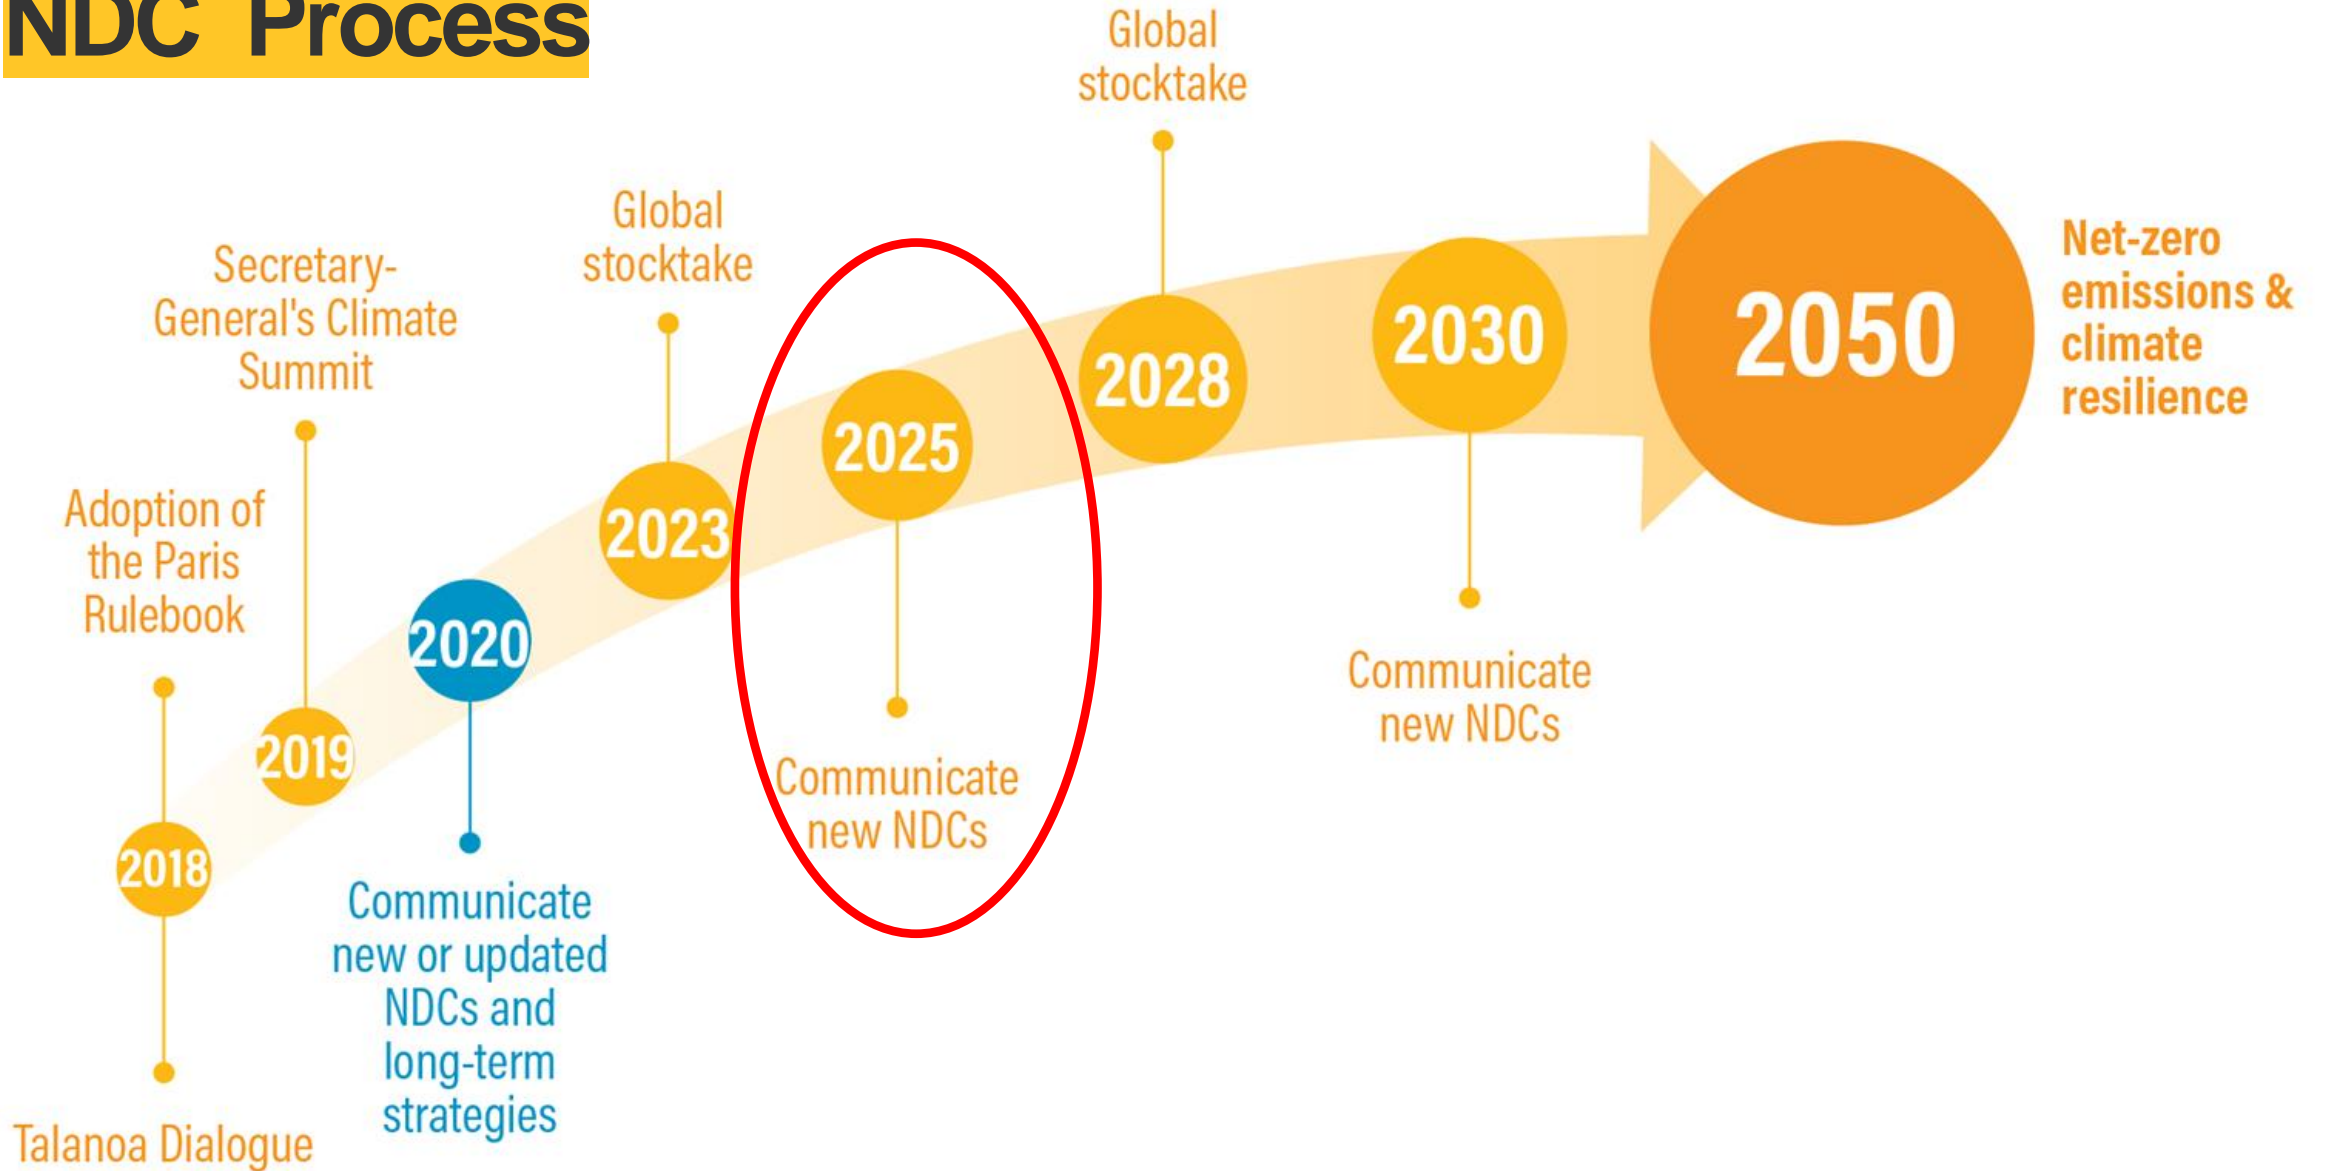 NDC Process
Global
stocktake
Global
stocktake
Secretary-
General's Climate
Summit
Adoption of
the Paris
Rulebook
2018
2019
2020
2023
2025
2028
2030
2050
Net-zero
emissions &
climate
resilience
Talanoa Dialogue
Communicate
new or updated
NDCs and
long-term
strategies
Communicate
new NDCs
Communicate
new NDCs